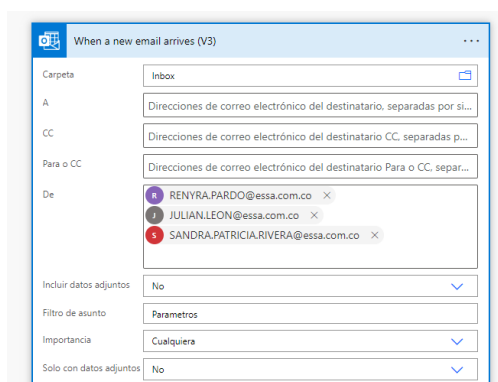 When a new email arrives (V3)
Carpeta
Inbox
A
Direcciones de correo electrónico del destinatario, separadas por si...
CC
Direcciones de correo electrónico del destinatario CC, separadas p...
Para o CC
Direcciones de correo electrónico del destinatario Para o CC, separ...
De
R RENYRA.PARDO@essa.com.co ×
J JULIAN.LEON@essa.com.co ×
S SANDRA.PATRICIA.RIVERA@essa.com.co ×
Incluir datos adjuntos
No
Filtro de asunto
Parametros
Importancia
Cualquiera
Solo con datos adjuntos
No